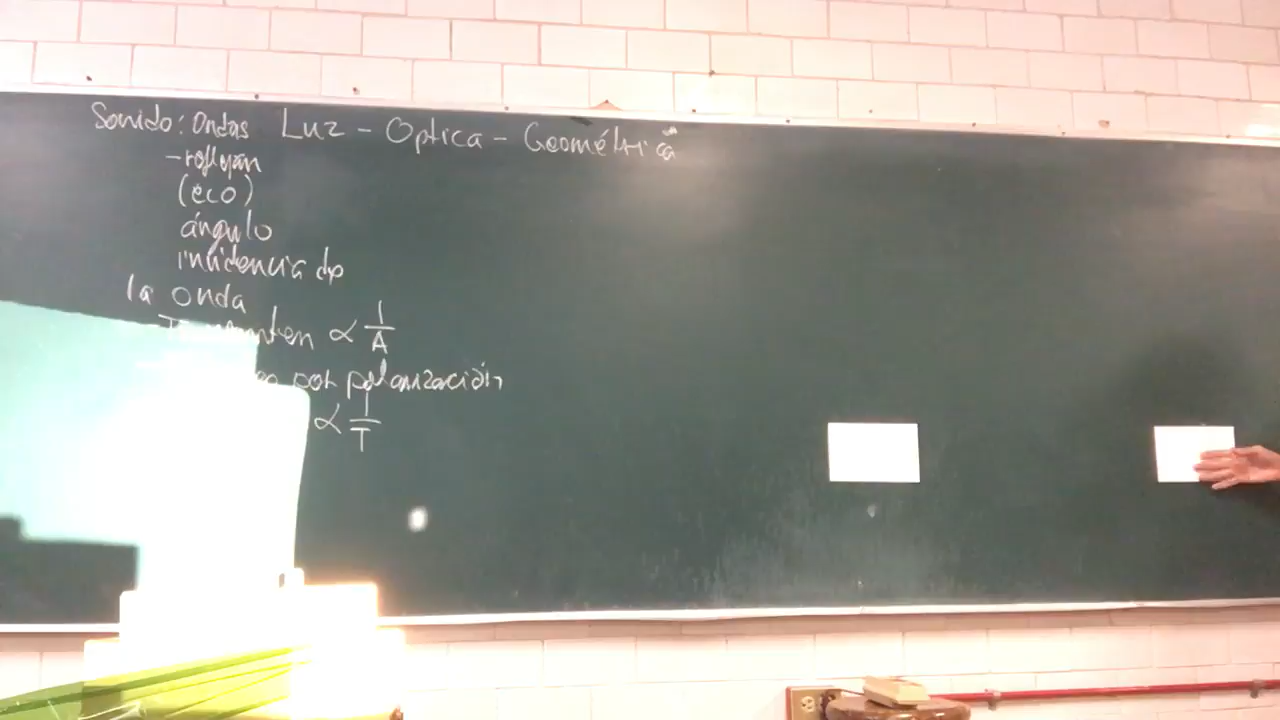 Sonido: Ondas Luz - Optica - Geométrica
- reflejan
(eco)
ángulo
incidencia de
la onda
∝ 1/A
por polarización
∝ 1/T